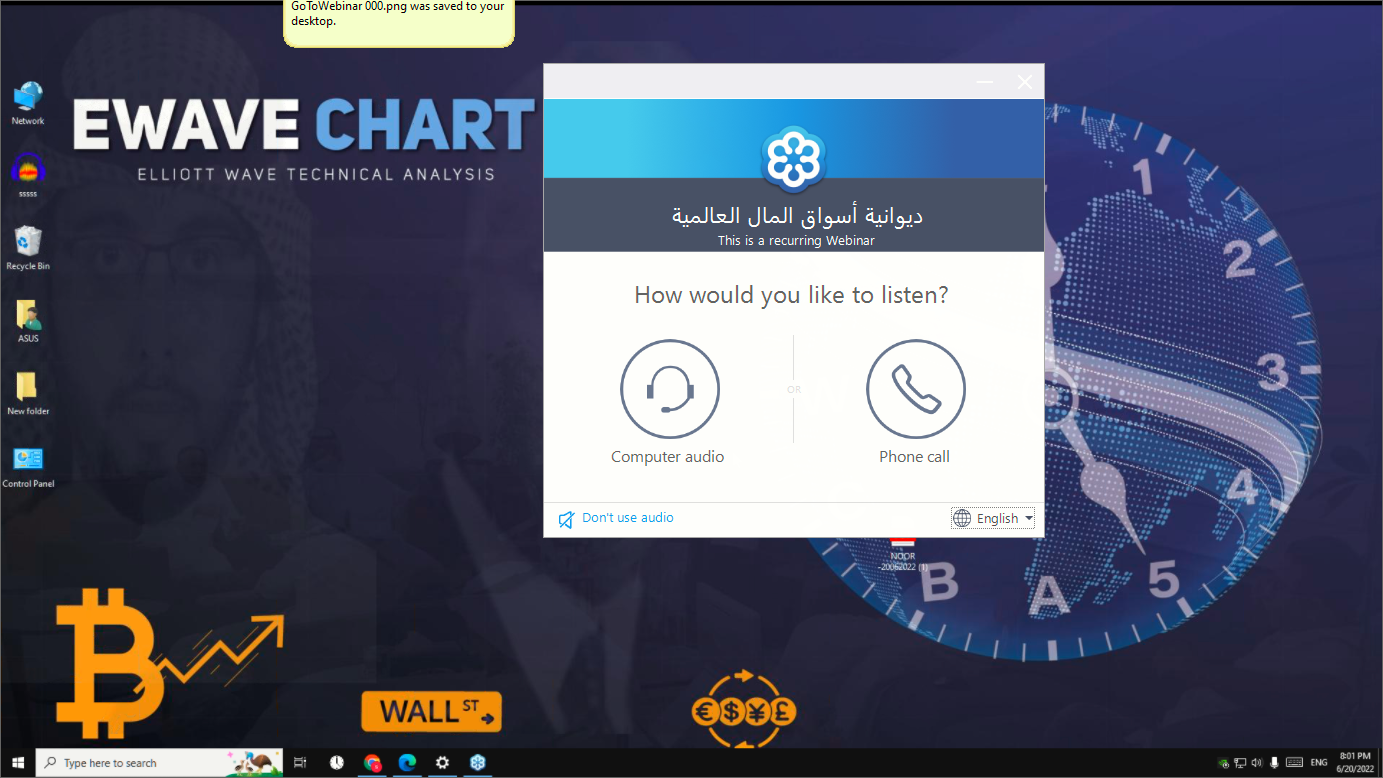 GoToWebinar 000.png was saved to your
desktop.
EWAVE CHART
ELLIOTT WAVE TECHNICAL ANALYSIS
Network
sssss
Recycle Bin
ASUS
New folder
Control Panel
ديوانية أسواق المال العالمية
This is a recurring Webinar
How would you like to listen?
OR
Computer audio
Phone call
Don't use audio
English
1
2
3
4
5
A
B
-20062022 (1)
WALL ST
€ $ ¥ £
Type here to search
ENG
8:01 PM
6/20/2022